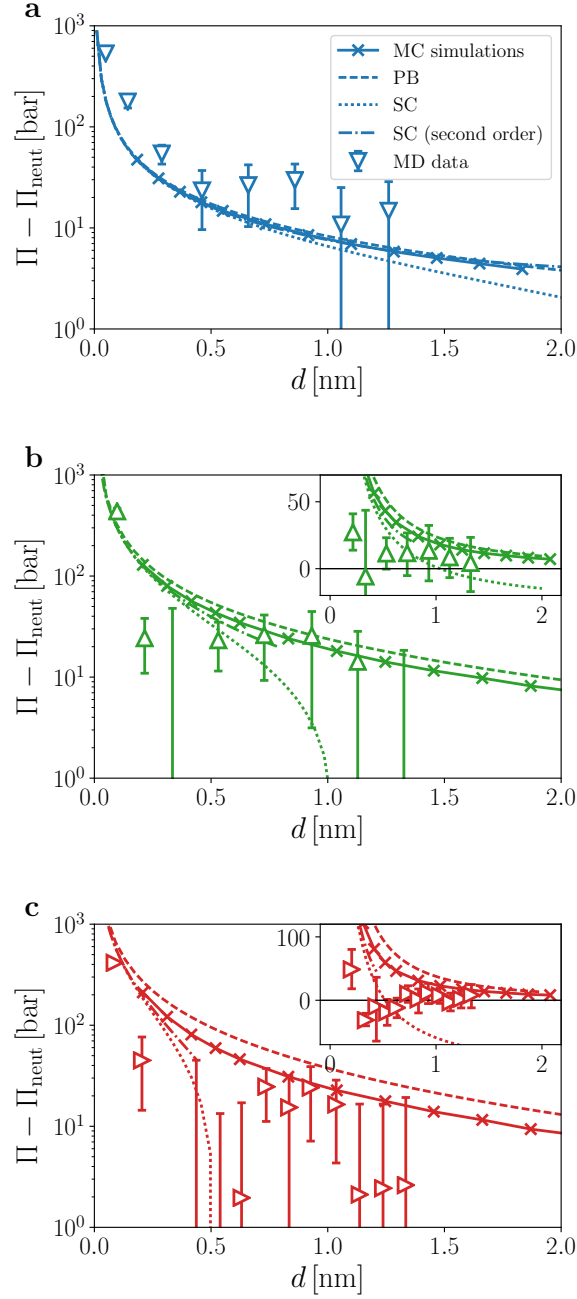 a
10³
10²
10¹
10⁰
Π − Π_neut [bar]
MC simulations
PB
SC
SC (second order)
MD data
0.0 0.5 1.0 1.5 2.0
d [nm]
b
10³
10²
10¹
10⁰
Π − Π_neut [bar]
50
0
0 1 2
0.0 0.5 1.0 1.5 2.0
d [nm]
c
10³
10²
10¹
10⁰
Π − Π_neut [bar]
100
0
0 1 2
0.0 0.5 1.0 1.5 2.0
d [nm]